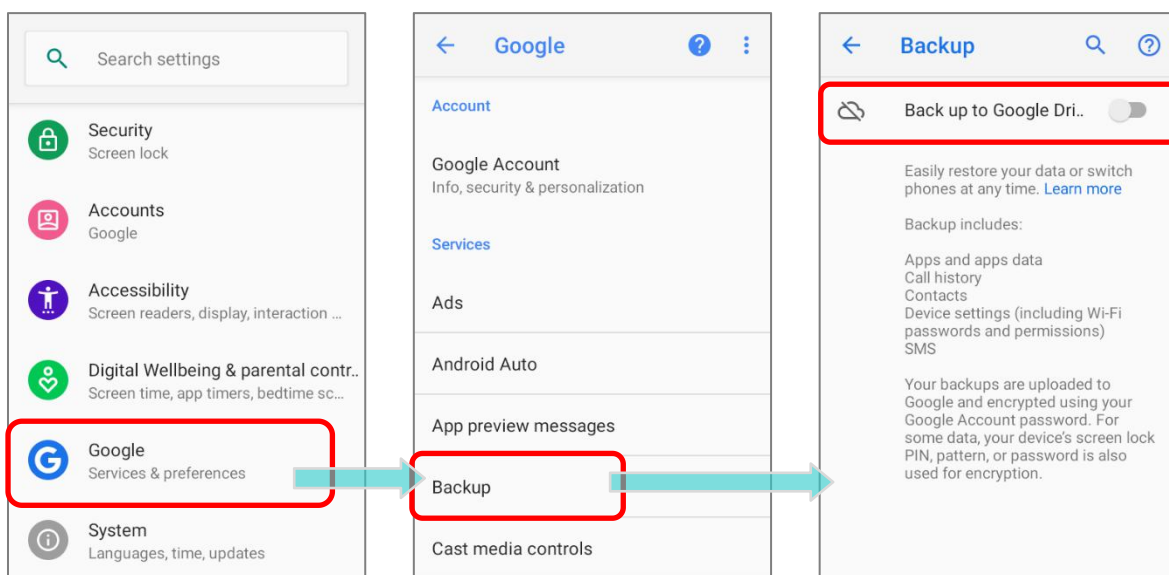 Search settings
Security
Screen lock
Accounts
Google
Accessibility
Screen readers, display, interaction ...
Digital Wellbeing & parental contr..
Screen time, app timers, bedtime sc...
Google
Services & preferences
System
Languages, time, updates
Google
Account
Google Account
Info, security & personalization
Services
Ads
Android Auto
App preview messages
Backup
Cast media controls
Backup
Back up to Google Dri..
Easily restore your data or switch
phones at any time. Learn more
Backup includes:
Apps and apps data
Call history
Contacts
Device settings (including Wi-Fi
passwords and permissions)
SMS
Your backups are uploaded to
Google and encrypted using your
Google Account password. For
some data, your device's screen lock
PIN, pattern, or password is also
used for encryption.